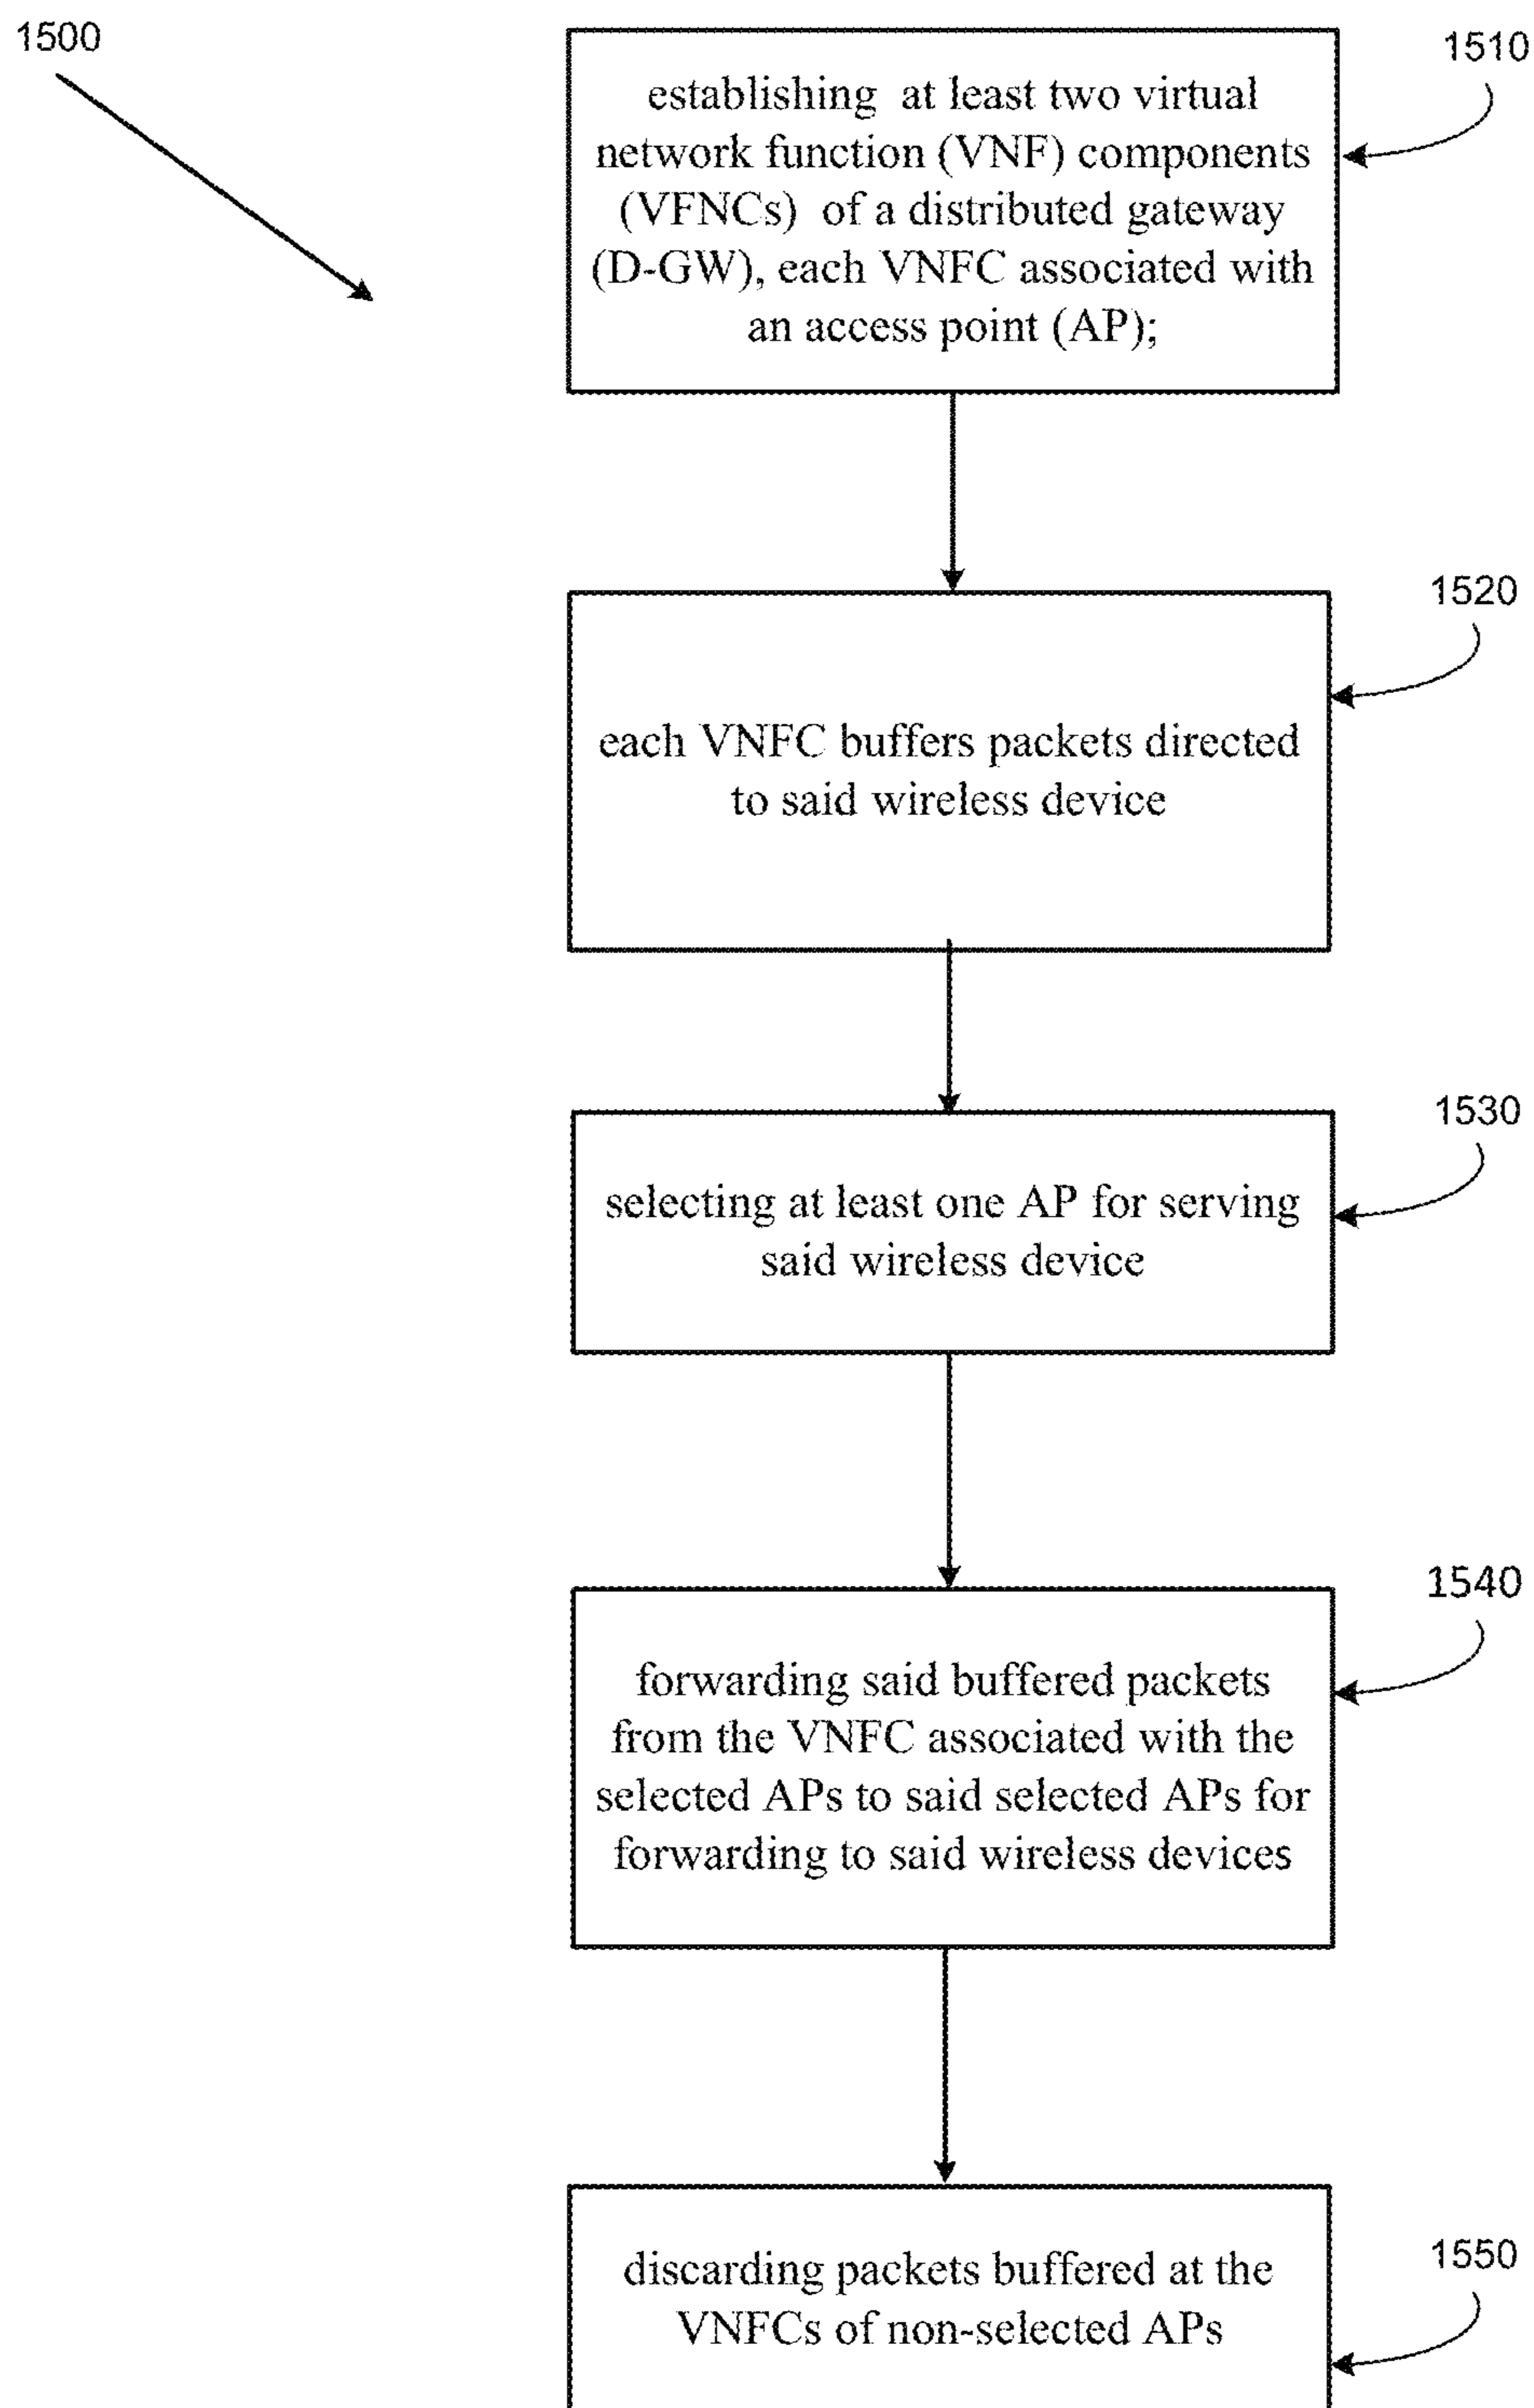 1500
1510
establishing at least two virtual
network function (VNF) components
(VFNCs) of a distributed gateway
(D-GW), each VNFC associated with
an access point (AP);
1520
each VNFC buffers packets directed
to said wireless device
1530
selecting at least one AP for serving
said wireless device
1540
forwarding said buffered packets
from the VNFC associated with the
selected APs to said selected APs for
forwarding to said wireless devices
1550
discarding packets buffered at the
VNFCs of non-selected APs